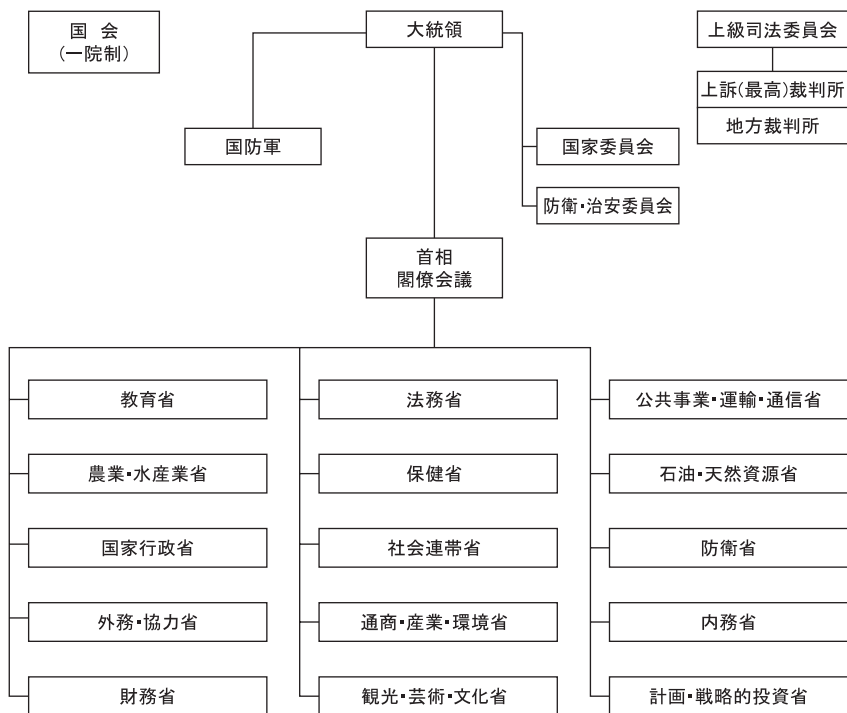 国 会
(一院制)
大統領
上級司法委員会
上訴(最高)裁判所
地方裁判所
国防軍
国家委員会
防衛・治安委員会
首相
閣僚会議
教育省
法務省
公共事業・運輸・通信省
農業・水産業省
保健省
石油・天然資源省
国家行政省
社会連帯省
防衛省
外務・協力省
通商・産業・環境省
内務省
財務省
観光・芸術・文化省
計画・戦略的投資省